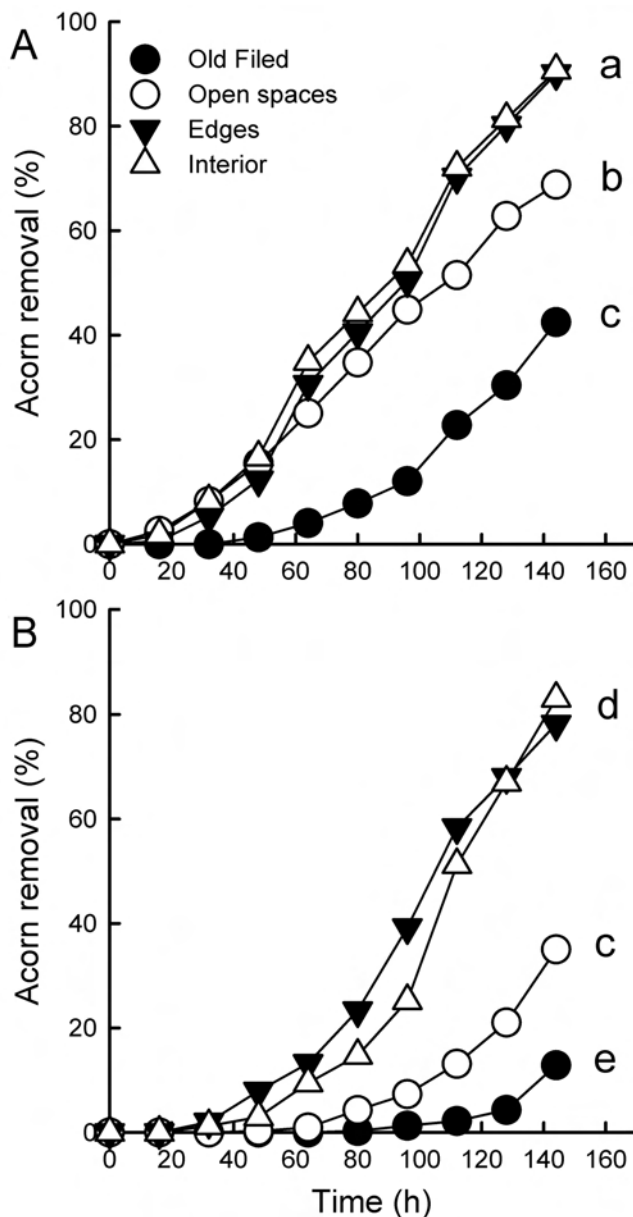 A
Old Filed
Open spaces
Edges
Interior
a
b
c
Acorn removal (%)
100
80
60
40
20
0
0 20 40 60 80 100 120 140 160
B
d
c
e
Acorn removal (%)
100
80
60
40
20
0
0 20 40 60 80 100 120 140 160
Time (h)